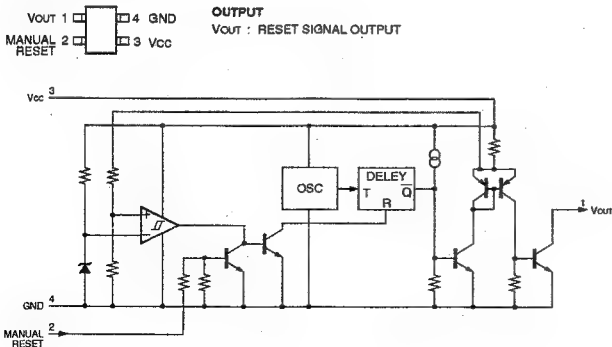 VOUT 1
4 GND
MANUAL RESET 2
3 VCC
OUTPUT
VOUT : RESET SIGNAL OUTPUT
VCC 3
OSC
DELEY
T
Q
R
+
−
1 VOUT
GND 4
MANUAL RESET 2